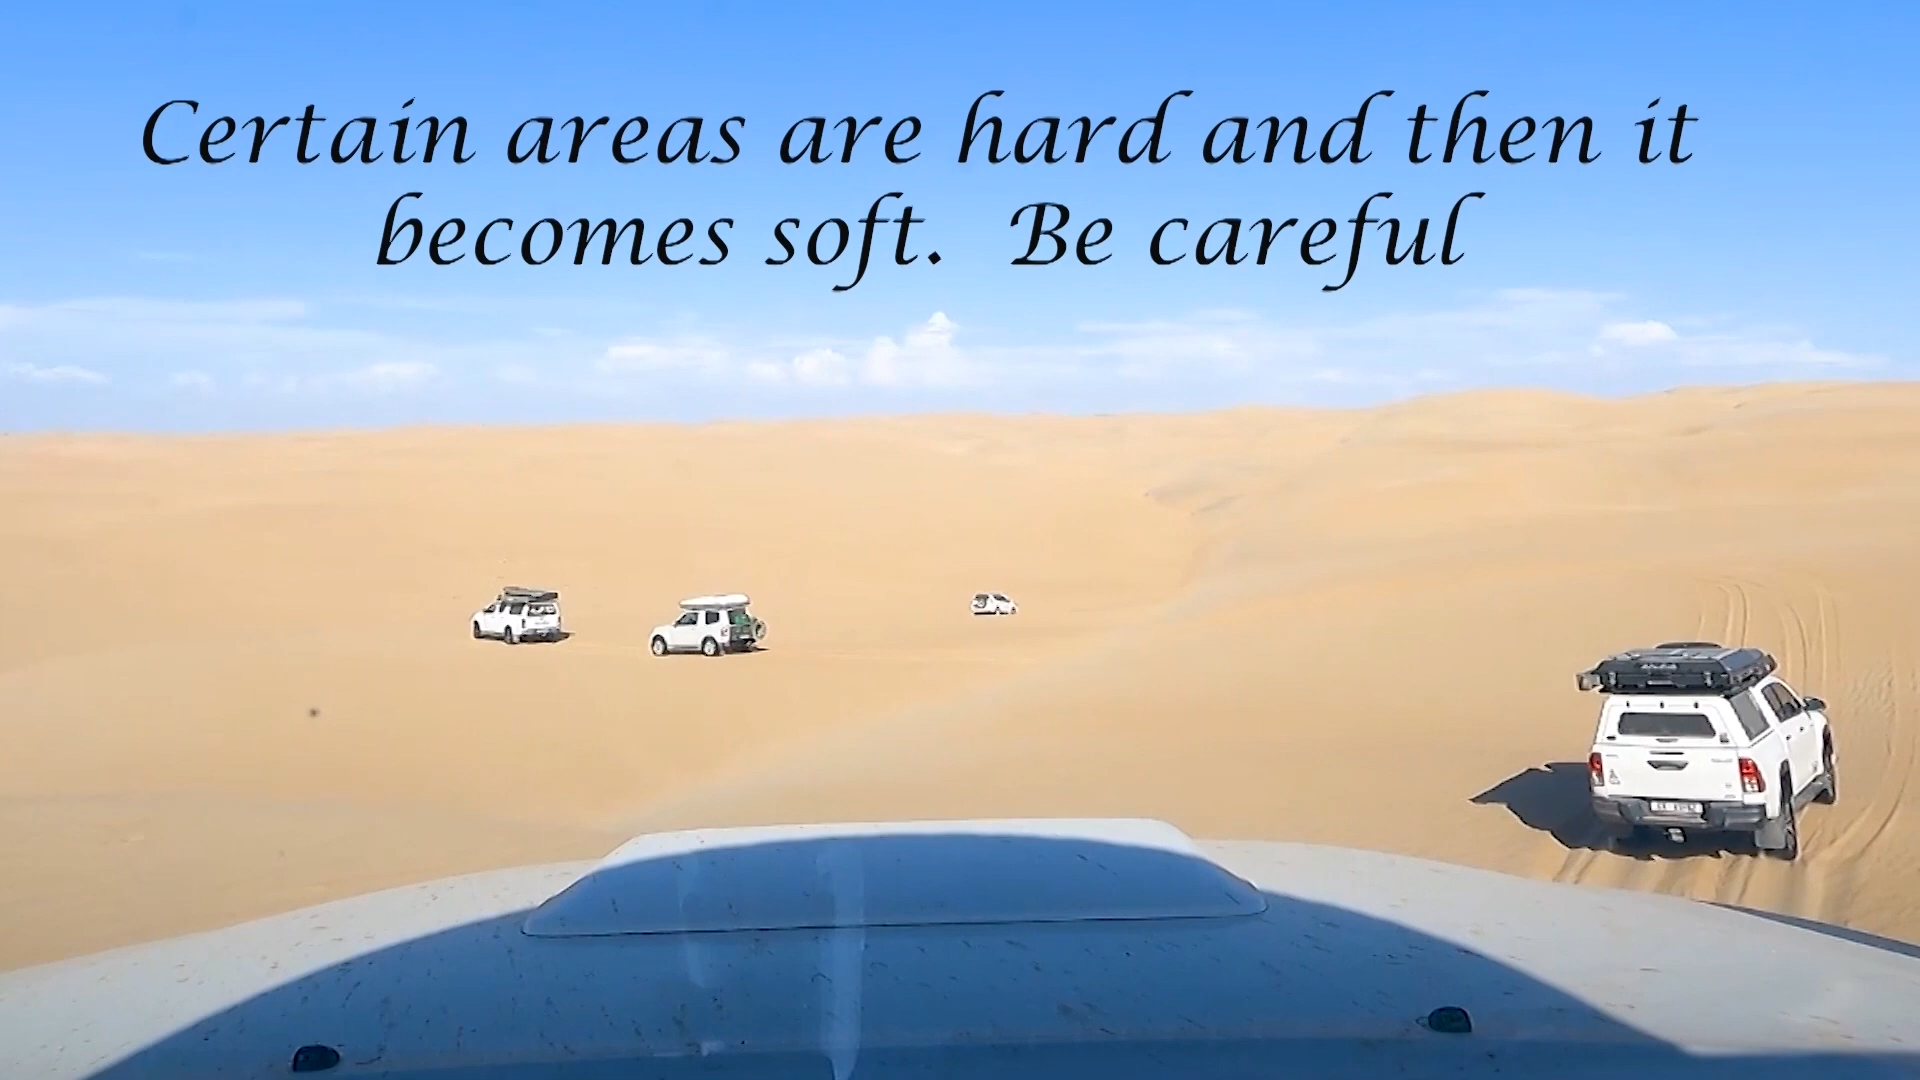 Certain areas are hard and then it
becomes soft.  Be careful